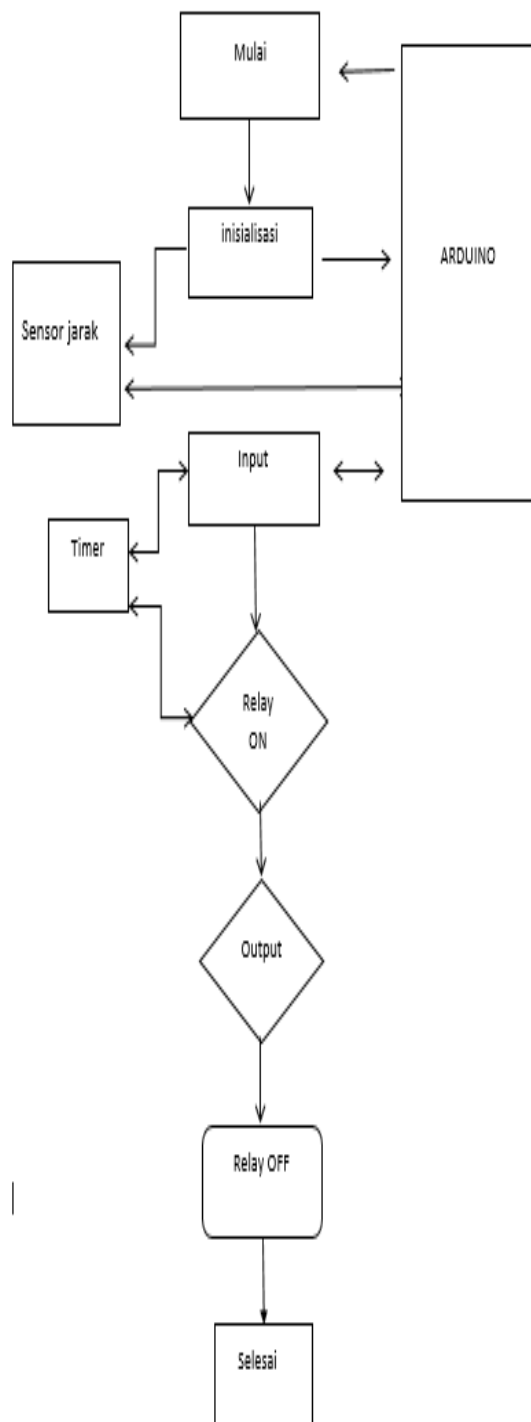 Mulai
ARDUINO
inisialisasi
Sensor jarak
Input
Timer
Relay
ON
Output
Relay OFF
Selesai